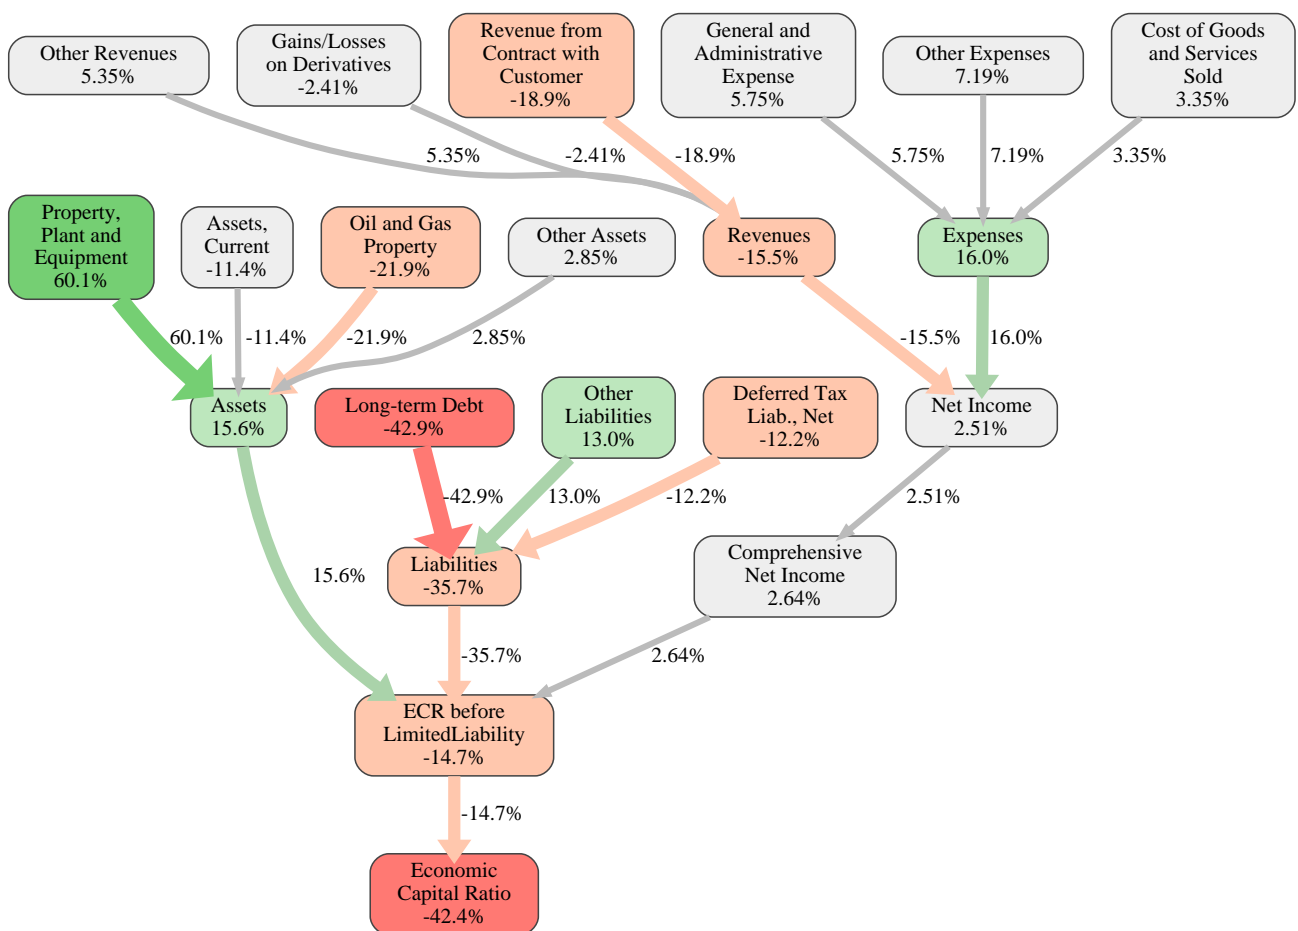 Other Revenues
5.35%
Gains/Losses
on Derivatives
-2.41%
Revenue from
Contract with
Customer
-18.9%
General and
Administrative
Expense
5.75%
Other Expenses
7.19%
Cost of Goods
and Services
Sold
3.35%
5.35%
-2.41%
-18.9%
5.75%
7.19%
3.35%
Property,
Plant and
Equipment
60.1%
Assets,
Current
-11.4%
Oil and Gas
Property
-21.9%
Other Assets
2.85%
Revenues
-15.5%
Expenses
16.0%
60.1%
-11.4%
-21.9%
2.85%
-15.5%
16.0%
Assets
15.6%
Long-term Debt
-42.9%
Other
Liabilities
13.0%
Deferred Tax
Liab., Net
-12.2%
Net Income
2.51%
-42.9%
13.0%
-12.2%
2.51%
15.6%
Liabilities
-35.7%
Comprehensive
Net Income
2.64%
-35.7%
2.64%
ECR before
LimitedLiability
-14.7%
-14.7%
Economic
Capital Ratio
-42.4%